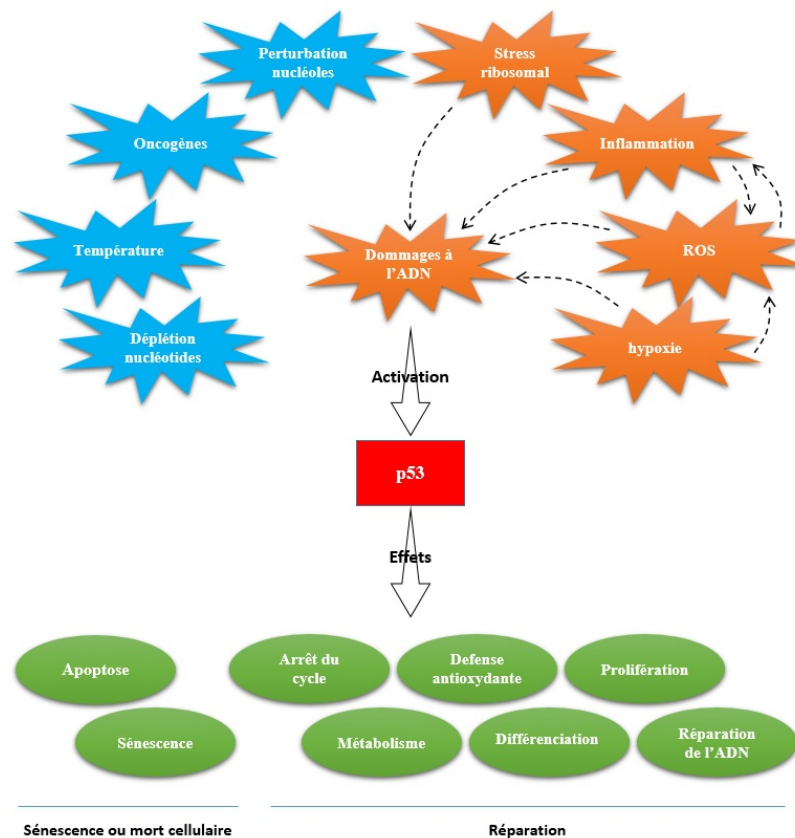 Perturbation
nucléoles
Stress
ribosomal
Oncogènes
Inflammation
Température
Dommages à
l'ADN
ROS
Déplétion
nucléotides
hypoxie
Activation
p53
Effets
Apoptose
Arrêt du
cycle
Defense
antioxydante
Prolifération
Sénescence
Métabolisme
Différenciation
Réparation
de l'ADN
Sénescence ou mort cellulaire
Réparation